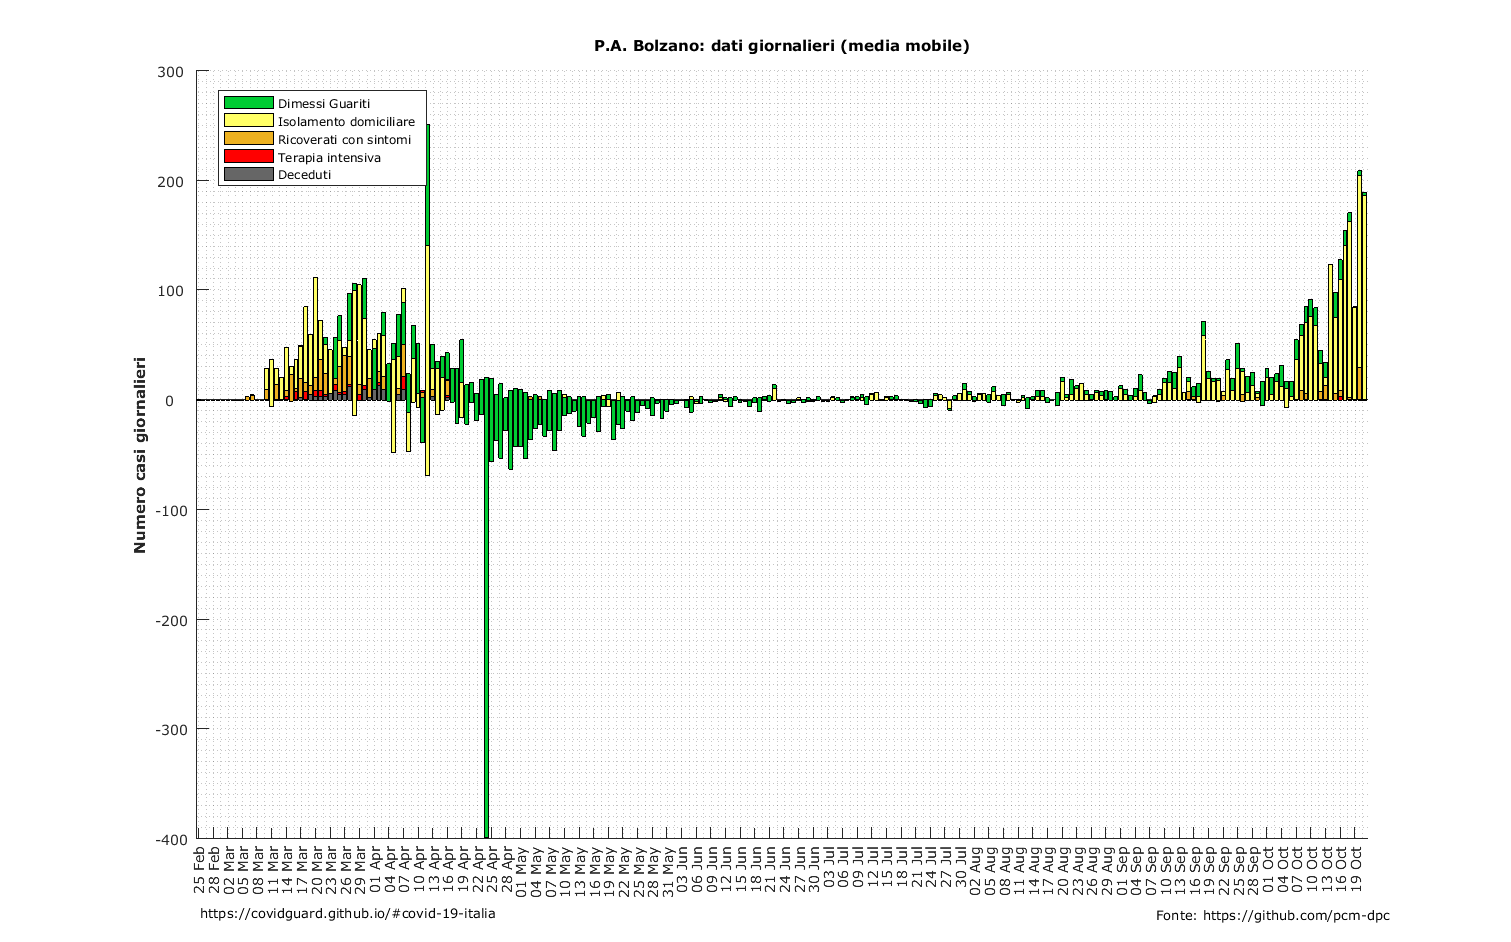 P.A. Bolzano: dati giornalieri (media mobile)
300
200
100
0
-100
-200
-300
-400
Numero casi giornalieri
Dimessi Guariti
Isolamento domiciliare
Ricoverati con sintomi
Terapia intensiva
Deceduti
25 Feb
28 Feb
02 Mar
05 Mar
08 Mar
11 Mar
14 Mar
17 Mar
20 Mar
23 Mar
26 Mar
29 Mar
01 Apr
04 Apr
07 Apr
10 Apr
13 Apr
16 Apr
19 Apr
22 Apr
25 Apr
28 Apr
01 May
04 May
07 May
10 May
13 May
16 May
19 May
22 May
25 May
28 May
31 May
03 Jun
06 Jun
09 Jun
12 Jun
15 Jun
18 Jun
21 Jun
24 Jun
27 Jun
30 Jun
03 Jul
06 Jul
09 Jul
12 Jul
15 Jul
18 Jul
21 Jul
24 Jul
27 Jul
30 Jul
02 Aug
05 Aug
08 Aug
11 Aug
14 Aug
17 Aug
20 Aug
23 Aug
26 Aug
29 Aug
01 Sep
04 Sep
07 Sep
10 Sep
13 Sep
16 Sep
19 Sep
22 Sep
25 Sep
28 Sep
01 Oct
04 Oct
07 Oct
10 Oct
13 Oct
16 Oct
19 Oct
https://covidguard.github.io/#covid-19-italia
Fonte: https://github.com/pcm-dpc